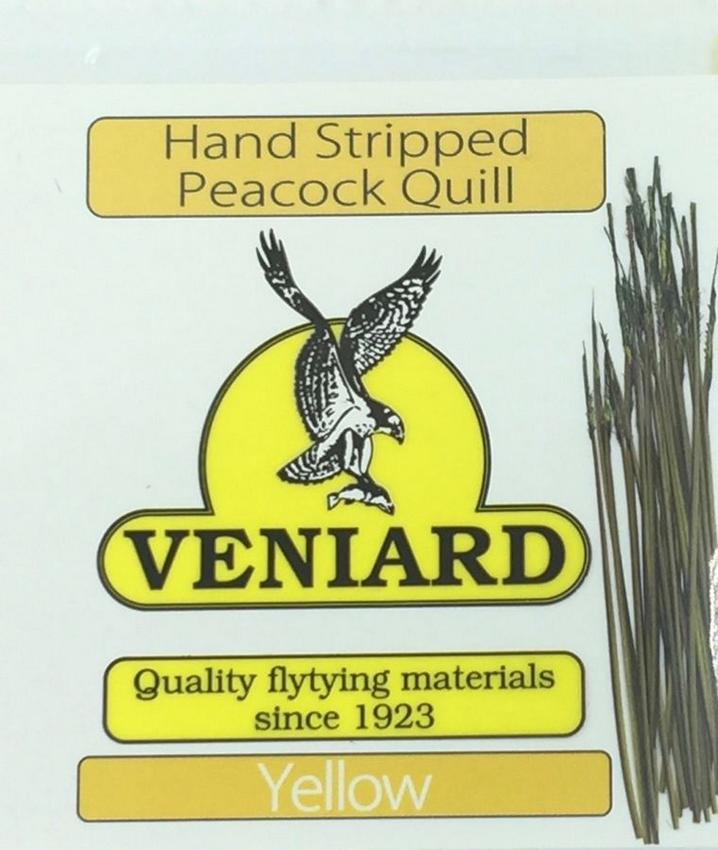 Hand Stripped
Peacock Quill
VENIARD
Quality flytying materials
since 1923
Yellow